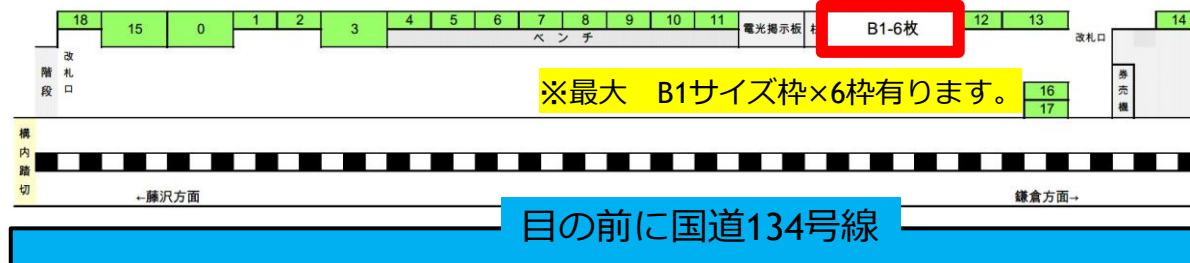 18
15
0
1
2
3
4
5
6
7
8
9
10
11
電光掲示板
B1-6枚
12
13
14
ベンチ
改札口
改札口
階段
※最大 B1サイズ枠×6枠有ります。
16
17
券売機
構内踏切
←藤沢方面
鎌倉方面→
目の前に国道134号線